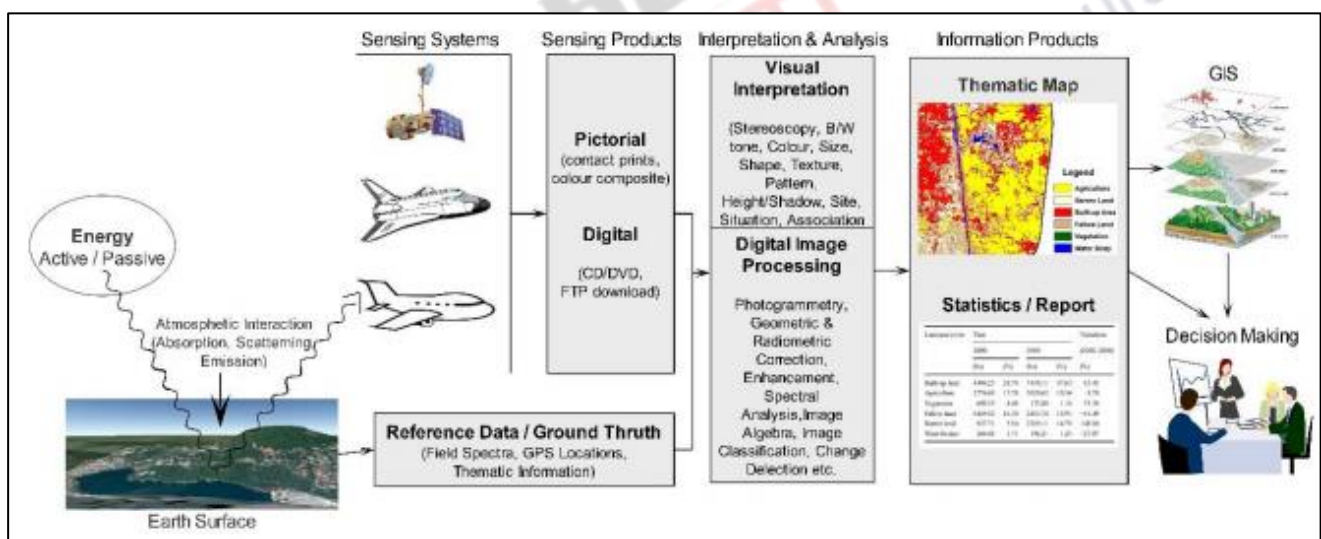 Sensing Systems
Sensing Products
Interpretation & Analysis
Information Products
Energy
Active / Passive
Atmosphetic Interaction
(Absorption, Scattering,
Emission)
Earth Surface
Pictorial
(contact prints,
colour composite)
Digital
(CD/DVD,
FTP download)
Reference Data / Ground Thruth
(Field Spectra, GPS Locations,
Thematic Information)
Visual
Interpretation
(Stereoscopy, B/W
tone, Colour, Size,
Shape, Texture,
Pattern,
Height/Shadow, Site,
Situation, Association
Digital Image
Processing
Photogrammetry,
Geometric &
Radiometric
Correction,
Enhancement,
Spectral
Analysis,Image
Algebra, Image
Classification, Change
Delection etc.
Thematic Map
Legend
Agriculture
Barren Land
Built-up Area
Fallow Land
Vegetation
Water Body
Statistics / Report
GIS
Decision Making